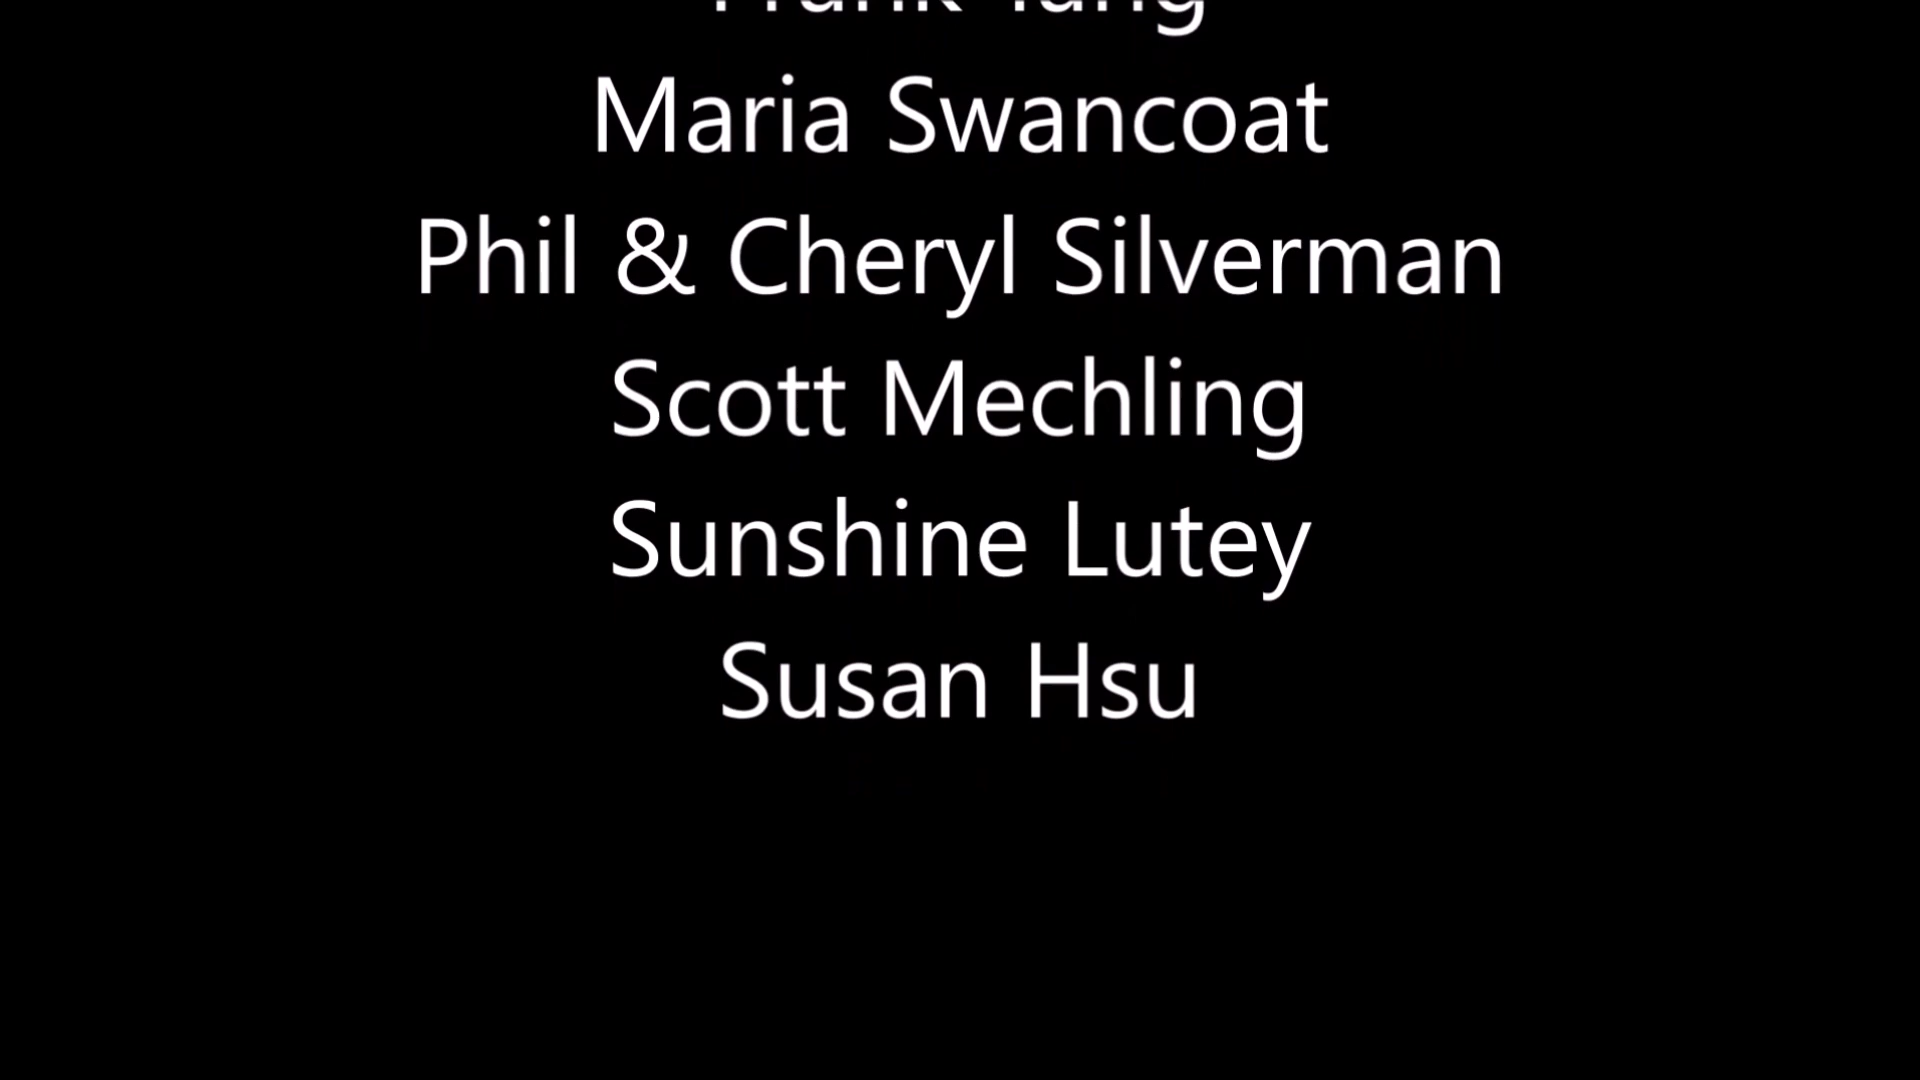 Maria Swancoat
Phil & Cheryl Silverman
Scott Mechling
Sunshine Lutey
Susan Hsu